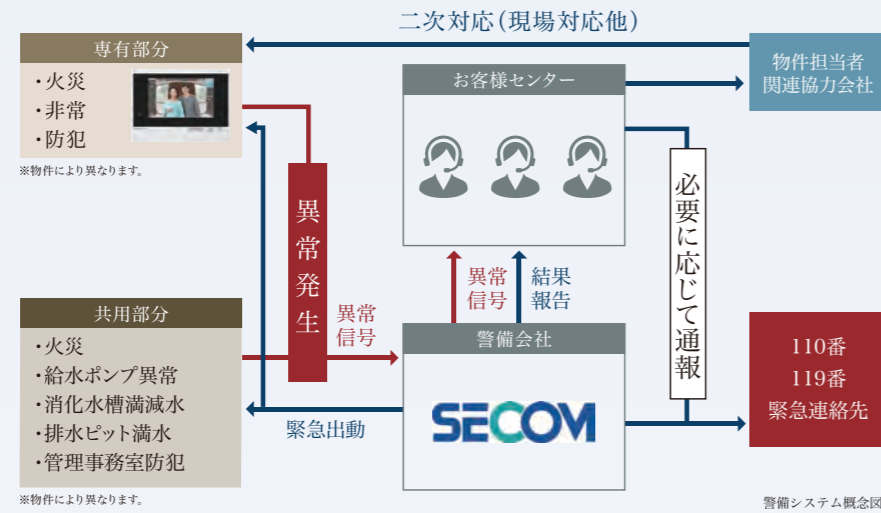 二次対応（現場対応他）
専有部分
・火災
・非常
・防犯
※物件により異なります。
お客様センター
物件担当者
関連協力会社
異常発生
必要に応じて通報
異常
信号
結果
報告
共用部分
・火災
・給水ポンプ異常
・消化水槽満減水
・排水ピット満水
・管理事務室防犯
※物件により異なります。
異常
信号
緊急出動
警備会社
SECOM
110番
119番
緊急連絡先
警備システム概念図